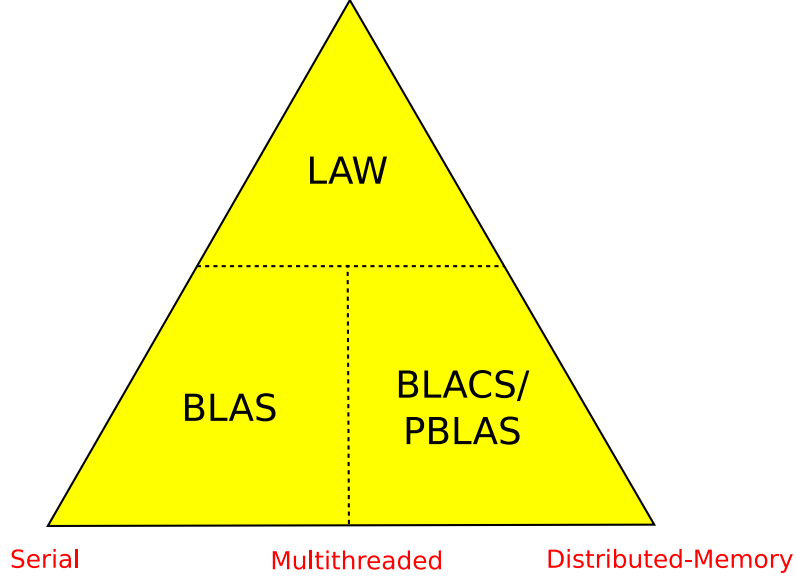 LAW
BLAS
BLACS/
PBLAS
Serial
Multithreaded
Distributed-Memory